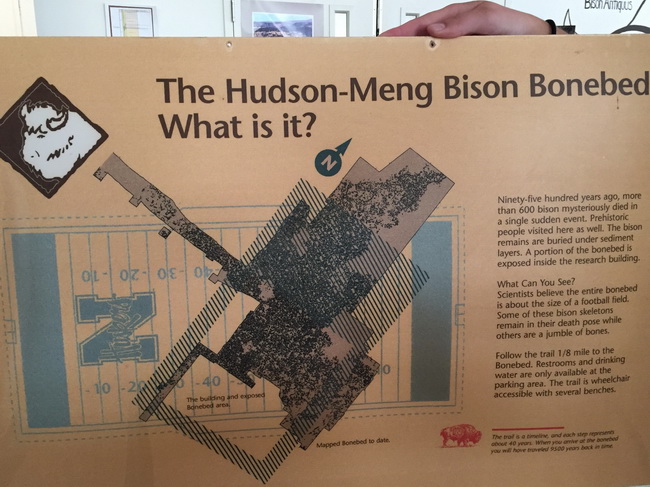 Bison Antiquus
The Hudson-Meng Bison Bonebed
What is it?
N
Ninety-five hundred years ago, more
than 600 bison mysteriously died in
a single sudden event. Prehistoric
people visited here as well. The bison
remains are buried under sediment
layers. A portion of the bonebed is
exposed inside the research building.
What Can You See?
Scientists believe the entire bonebed
is about the size of a football field.
Some of these bison skeletons
remain in their death pose while
others are a jumble of bones.
Follow the trail 1/8 mile to the
Bonebed. Restrooms and drinking
water are only available at the
parking area. The trail is wheelchair
accessible with several benches.
10 20 30 40
N
Huskers
10 20 40
The building and exposed
Bonebed area.
Mapped Bonebed to date.
The trail is a timeline, and each step represents
about 40 years. When you arrive at the bonebed
you will have traveled 9500 years back in time.